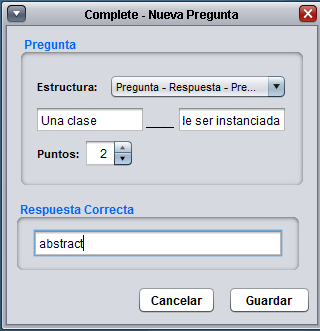 Complete - Nueva Pregunta
Pregunta
Estructura: Pregunta - Respuesta - Pre...
Una clase ____ le ser instanciada
Puntos: 2
Respuesta Correcta
abstract
Cancelar Guardar